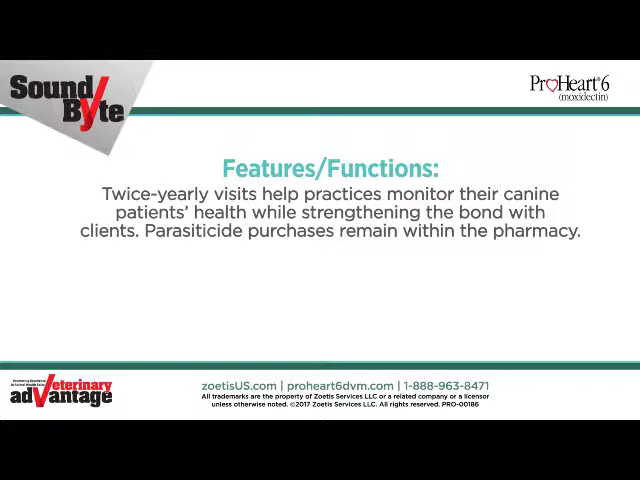 Sound
Byte
ProHeart® 6
(moxidectin)
Features/Functions:
Twice-yearly visits help practices monitor their canine
patients' health while strengthening the bond with
clients. Parasiticide purchases remain within the pharmacy.
Veterinary
adVantage
zoetisUS.com | proheart6dvm.com | 1-888-963-8471
All trademarks are the property of Zoetis Services LLC or a related company or a licensor
unless otherwise noted. ©2017 Zoetis Services LLC. All rights reserved. PRO-00186